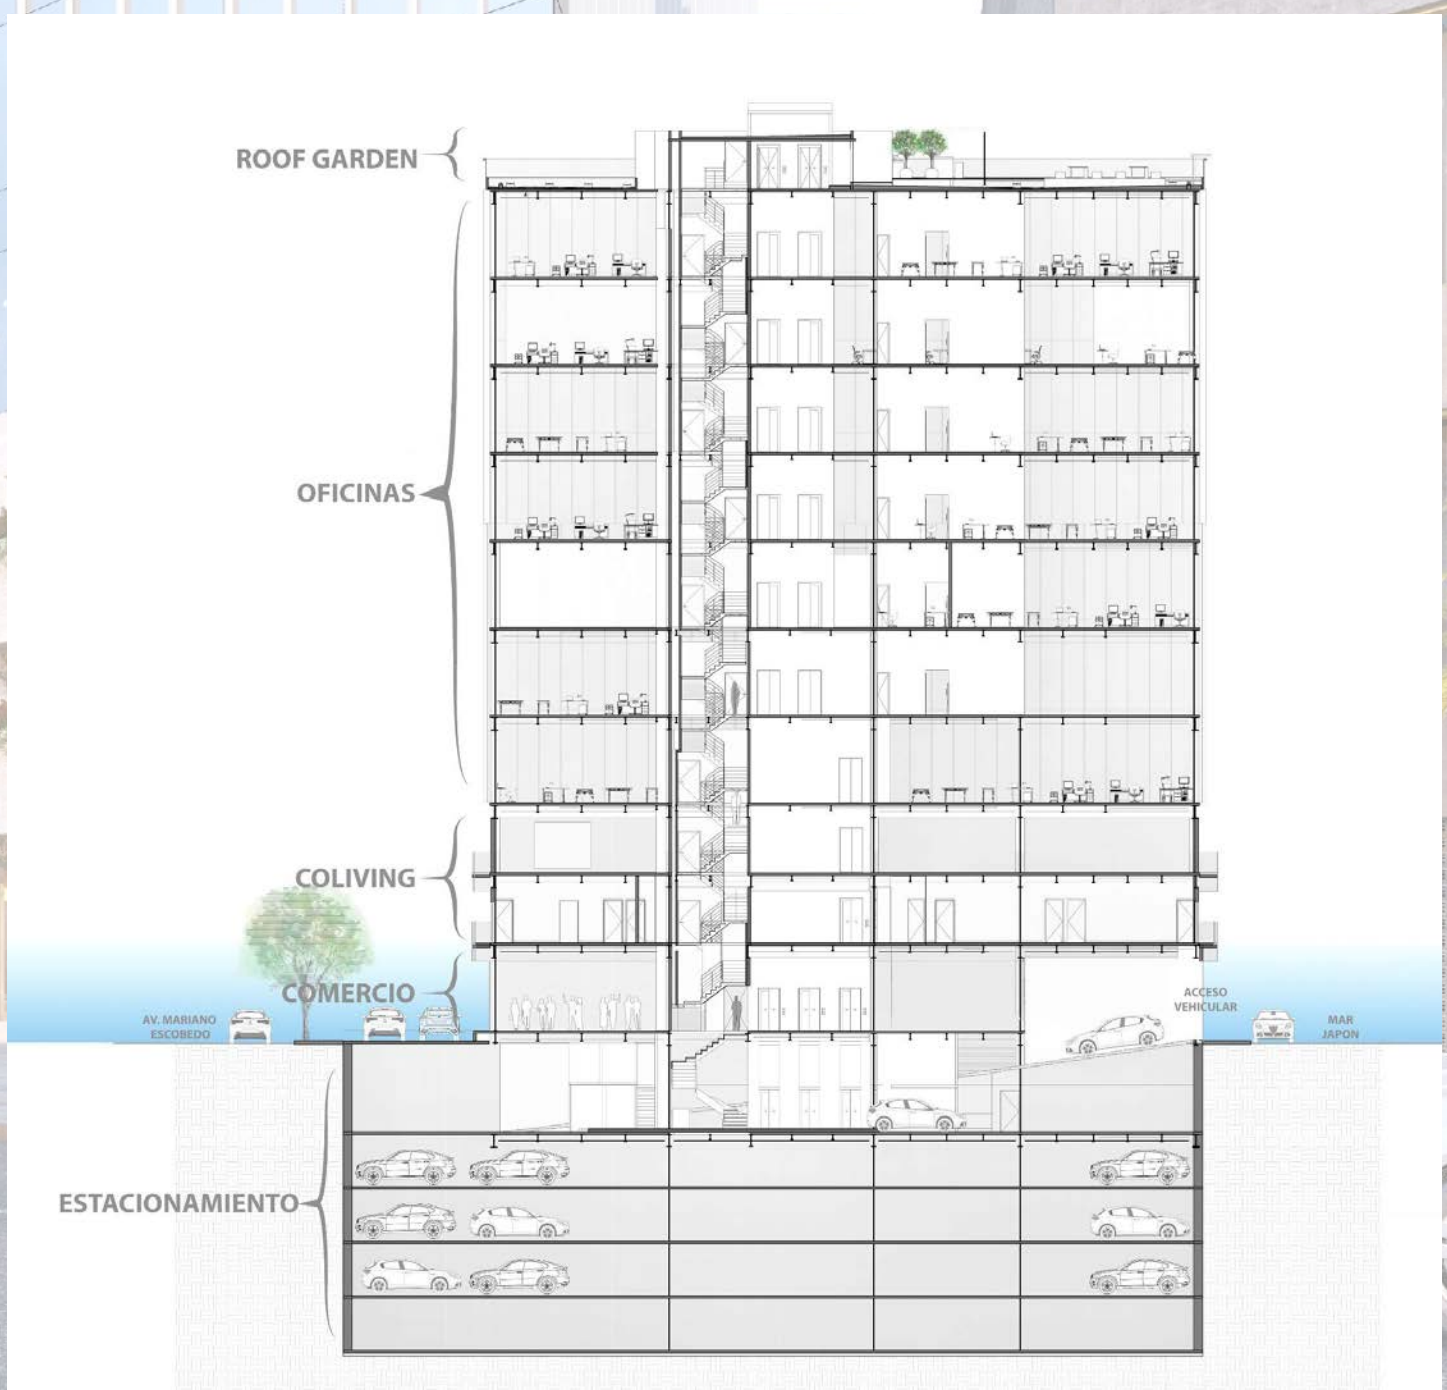 ROOF GARDEN
OFICINAS
COLIVING
COMERCIO
AV. MARIANO
ESCOBEDO
ACCESO
VEHICULAR
MAR
JAPON
ESTACIONAMIENTO